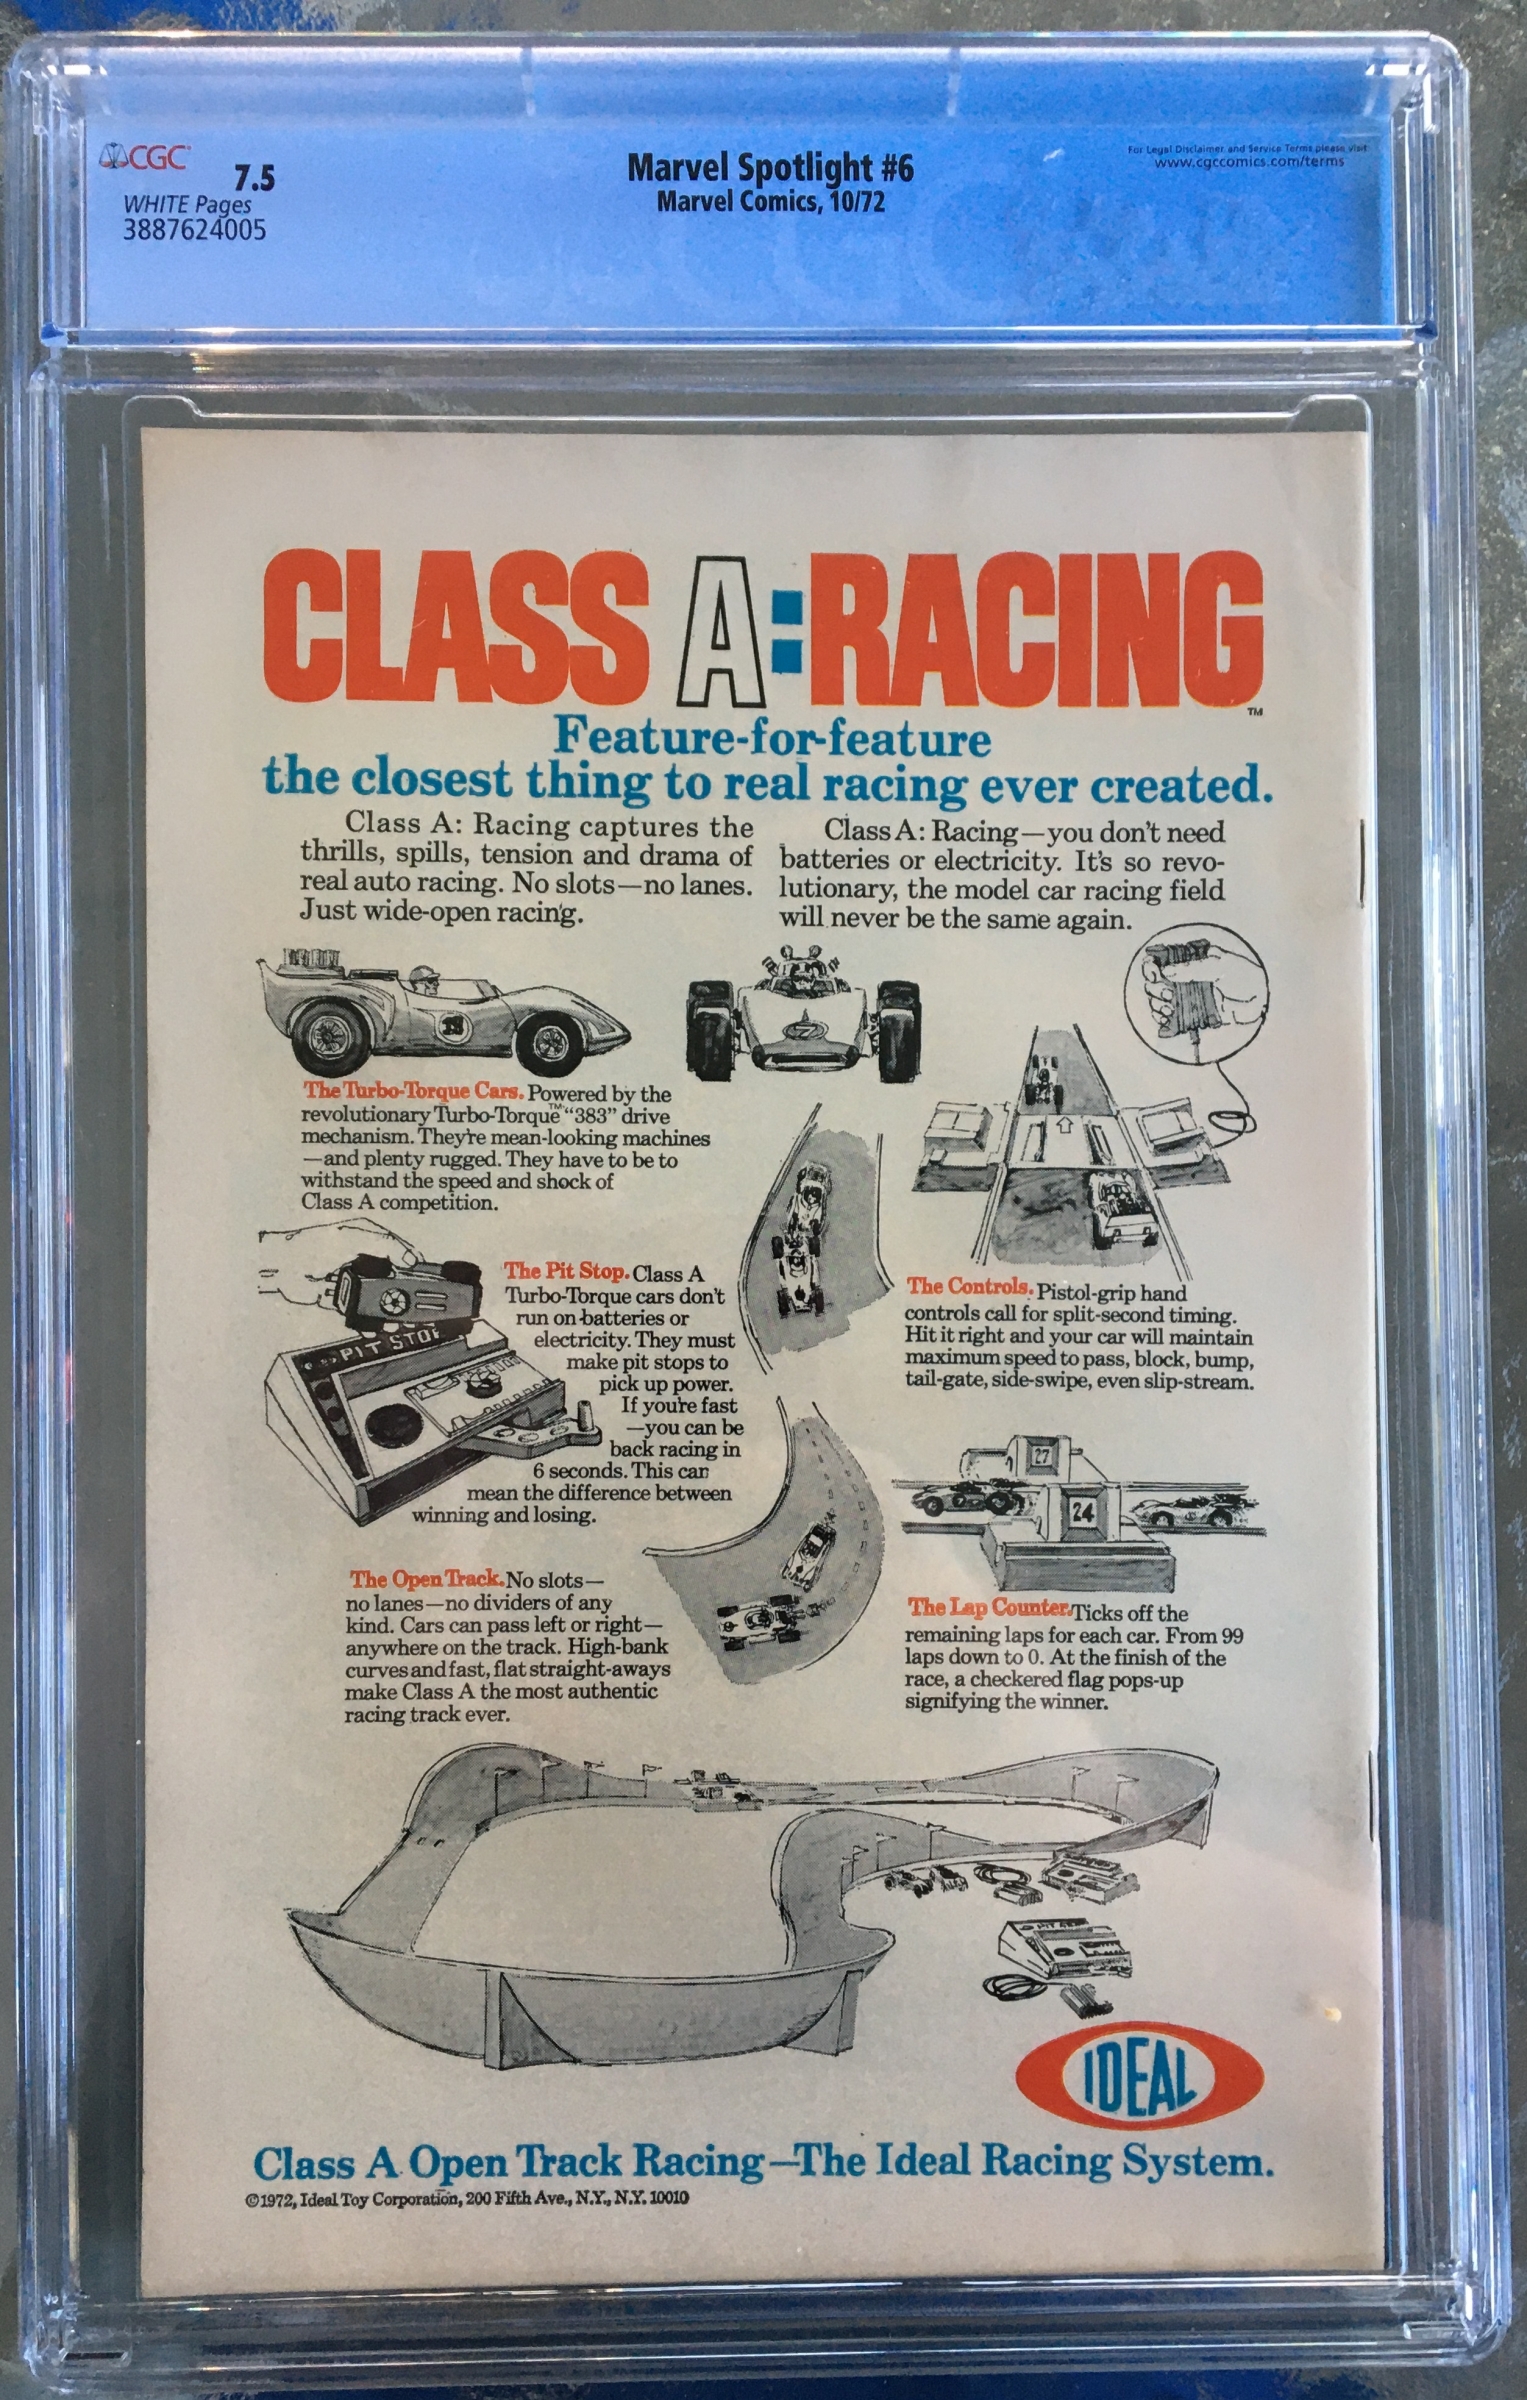 CGC
7.5
WHITE Pages
3887624005
Marvel Spotlight #6
Marvel Comics, 10/72
For Legal Disclaimer and Service Terms please visit
www.cgccomics.com/terms
CLASS A:RACING
TM
Feature-for-feature
the closest thing to real racing ever created.
Class A: Racing captures the
thrills, spills, tension and drama of
real auto racing. No slots—no lanes.
Just wide-open racing.
Class A: Racing—you don't need
batteries or electricity. It's so revo-
lutionary, the model car racing field
will never be the same again.
7
The Turbo-Torque Cars. Powered by the
revolutionary Turbo-Torque™ "383" drive
mechanism. They're mean-looking machines
—and plenty rugged. They have to be to
withstand the speed and shock of
Class A competition.
PIT STOP
The Pit Stop. Class A
Turbo-Torque cars don't
run on batteries or
electricity. They must
make pit stops to
pick up power.
If you're fast
—you can be
back racing in
6 seconds. This can
mean the difference between
winning and losing.
The Controls. Pistol-grip hand
controls call for split-second timing.
Hit it right and your car will maintain
maximum speed to pass, block, bump,
tail-gate, side-swipe, even slip-stream.
27
24
The Open Track. No slots—
no lanes—no dividers of any
kind. Cars can pass left or right—
anywhere on the track. High-bank
curves and fast, flat straight-aways
make Class A the most authentic
racing track ever.
The Lap Counter. Ticks off the
remaining laps for each car. From 99
laps down to 0. At the finish of the
race, a checkered flag pops-up
signifying the winner.
IDEAL
Class A Open Track Racing—The Ideal Racing System.
©1972, Ideal Toy Corporation, 200 Fifth Ave., N.Y., N.Y. 10010